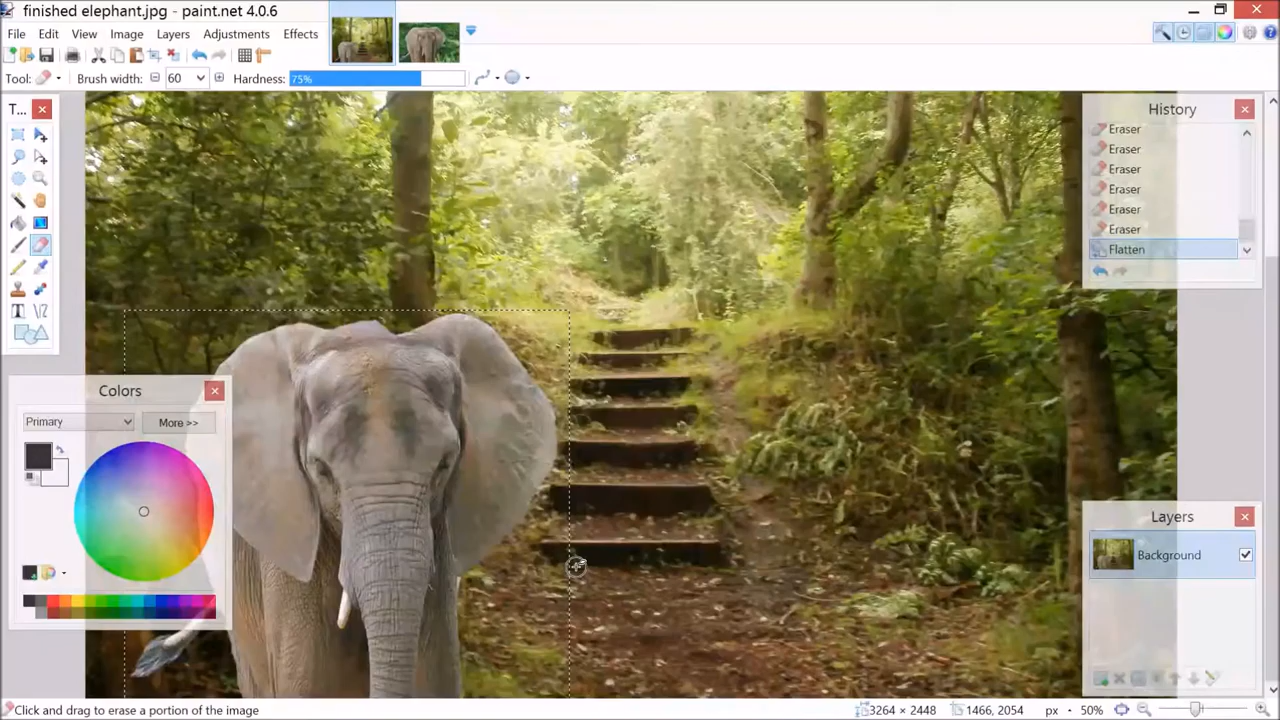 finished elephant.jpg - paint.net 4.0.6
File Edit View Image Layers Adjustments Effects
Tool: Brush width: 60 Hardness: 75%
T...
History
Eraser
Eraser
Eraser
Eraser
Eraser
Eraser
Flatten
Colors
Primary More >>
Layers
Background
Click and drag to erase a portion of the image 3264 × 2448 1466, 2054 px 50%